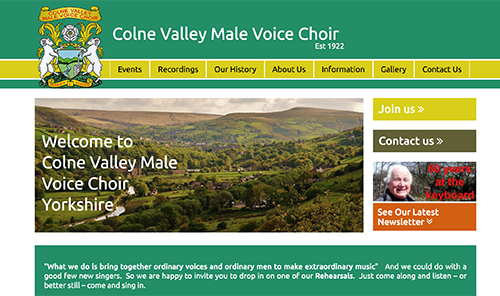 COLNE VALLEY
MALE VOICE CHOIR
Colne Valley Male Voice Choir
Est 1922
Events Recordings Our History About Us Information Gallery Contact Us
Welcome to
Colne Valley Male
Voice Choir
Yorkshire
Join us »
Contact us »
years
at the
keyboard
See Our Latest
Newsletter
"What we do is bring together ordinary voices and ordinary men to make extraordinary music"  And we could do with a
good few new singers.  So we are happy to invite you to drop in on one of our Rehearsals.  Just come along and listen – or
better still – come and sing in.